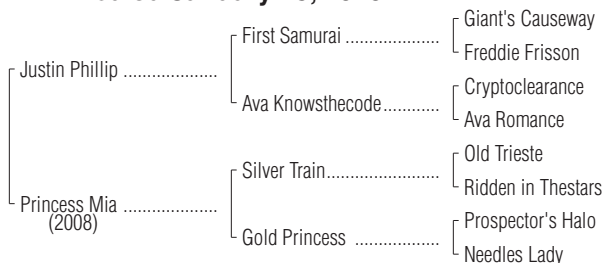 Giant's Causeway
First Samurai ...................
Freddie Frisson
Justin Phillip ...................
Cryptoclearance
Ava Knowsthecode............
Ava Romance
Old Trieste
Silver Train.......................
Ridden in Thestars
Princess Mia ...................
(2008)
Prospector's Halo
Gold Princess .................
Needles Lady